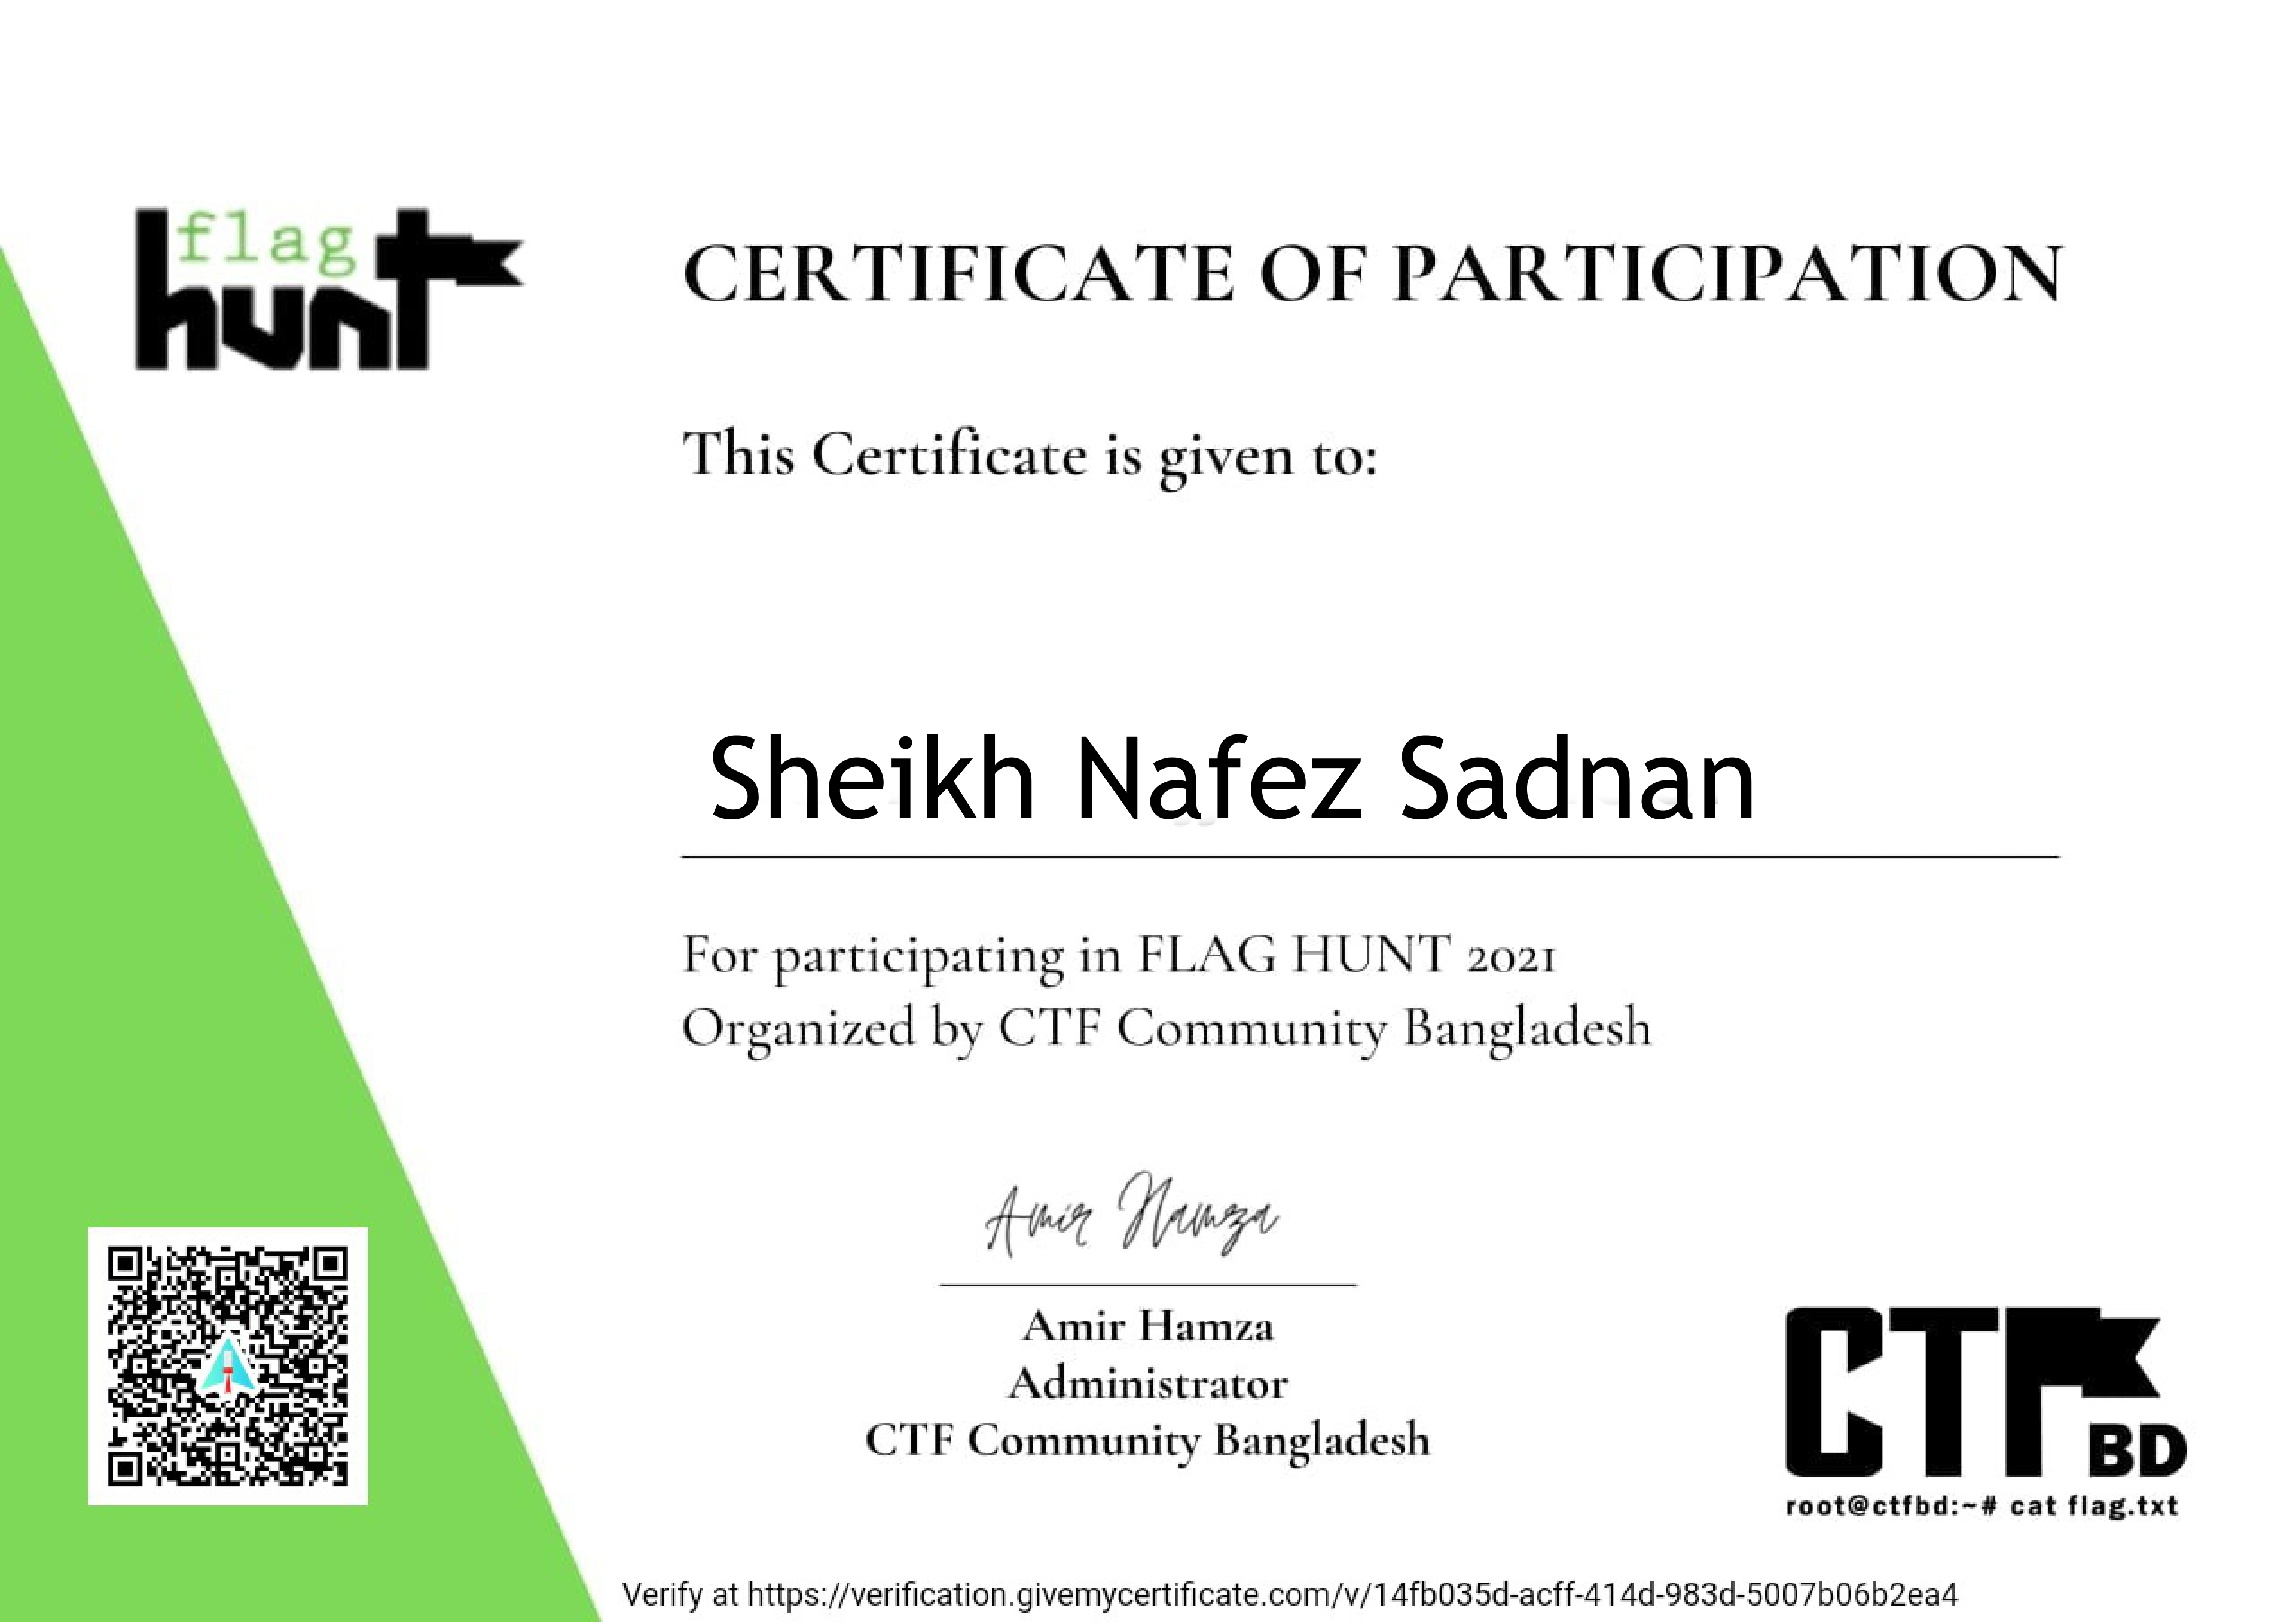 flag
hunt
CERTIFICATE OF PARTICIPATION
This Certificate is given to:
Sheikh Nafez Sadnan
For participating in FLAG HUNT 2021
Organized by CTF Community Bangladesh
Amir Hamza
Amir Hamza
Administrator
CTF Community Bangladesh
CTF
BD
root@ctfbd:~# cat flag.txt
Verify at https://verification.givemycertificate.com/v/14fb035d-acff-414d-983d-5007b06b2ea4